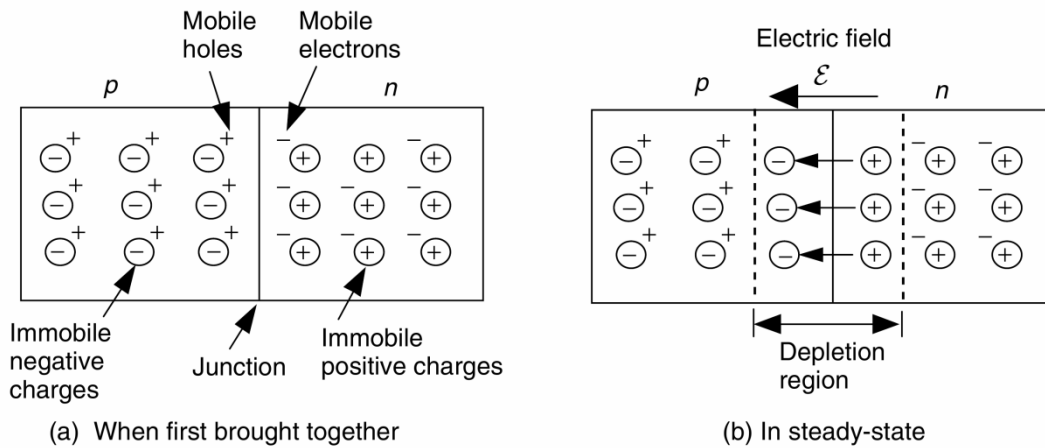 Mobile
holes
Mobile
electrons
p
n
Immobile
negative
charges
Junction
Immobile
positive charges
(a) When first brought together
Electric field
ℰ
p
n
Depletion
region
(b) In steady-state